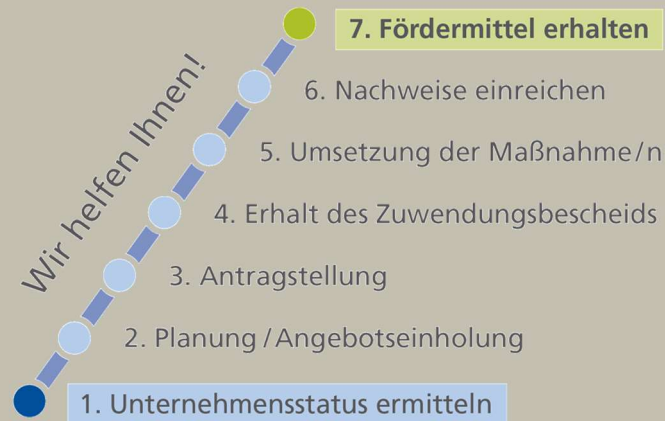 7. Fördermittel erhalten
6. Nachweise einreichen
5. Umsetzung der Maßnahme/n
4. Erhalt des Zuwendungsbescheids
3. Antragstellung
2. Planung / Angebotseinholung
1. Unternehmensstatus ermitteln
Wir helfen Ihnen!